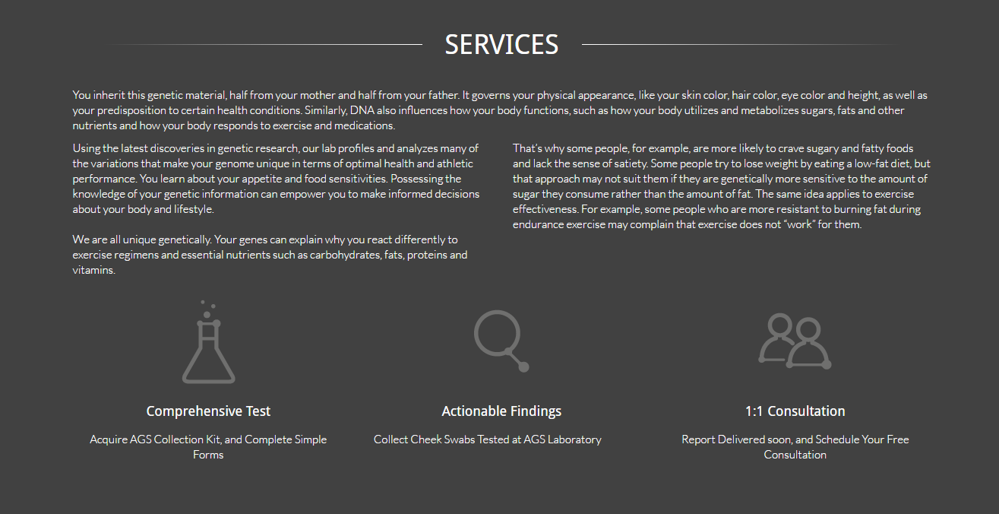 SERVICES
You inherit this genetic material, half from your mother and half from your father. It governs your physical appearance, like your skin color, hair color, eye color and height, as well as
your predisposition to certain health conditions. Similarly, DNA also influences how your body functions, such as how your body utilizes and metabolizes sugars, fats and other
nutrients and how your body responds to exercise and medications.
Using the latest discoveries in genetic research, our lab profiles and analyzes many of
the variations that make your genome unique in terms of optimal health and athletic
performance. You learn about your appetite and food sensitivities. Possessing the
knowledge of your genetic information can empower you to make informed decisions
about your body and lifestyle.
We are all unique genetically. Your genes can explain why you react differently to
exercise regimens and essential nutrients such as carbohydrates, fats, proteins and
vitamins.
That's why some people, for example, are more likely to crave sugary and fatty foods
and lack the sense of satiety. Some people try to lose weight by eating a low-fat diet, but
that approach may not suit them if they are genetically more sensitive to the amount of
sugar they consume rather than the amount of fat. The same idea applies to exercise
effectiveness. For example, some people who are more resistant to burning fat during
endurance exercise may complain that exercise does not “work” for them.
Comprehensive Test
Acquire AGS Collection Kit, and Complete Simple
Forms
Actionable Findings
Collect Cheek Swabs Tested at AGS Laboratory
1:1 Consultation
Report Delivered soon, and Schedule Your Free
Consultation